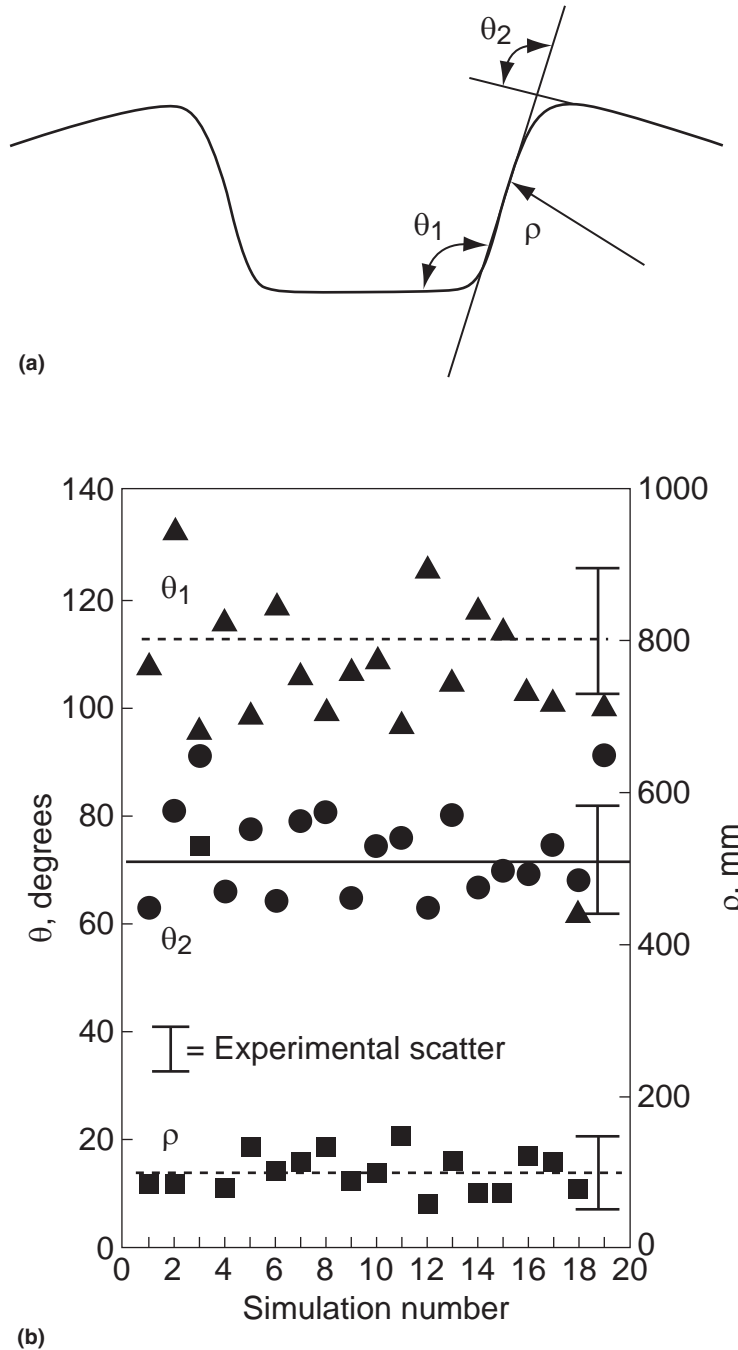 θ2
θ1
ρ
(a)
140
120
100
80
60
40
20
0
θ, degrees
1000
800
600
400
200
0
ρ, mm
θ1
θ2
= Experimental scatter
ρ
0 2 4 6 8 10 12 14 16 18 20
Simulation number
(b)